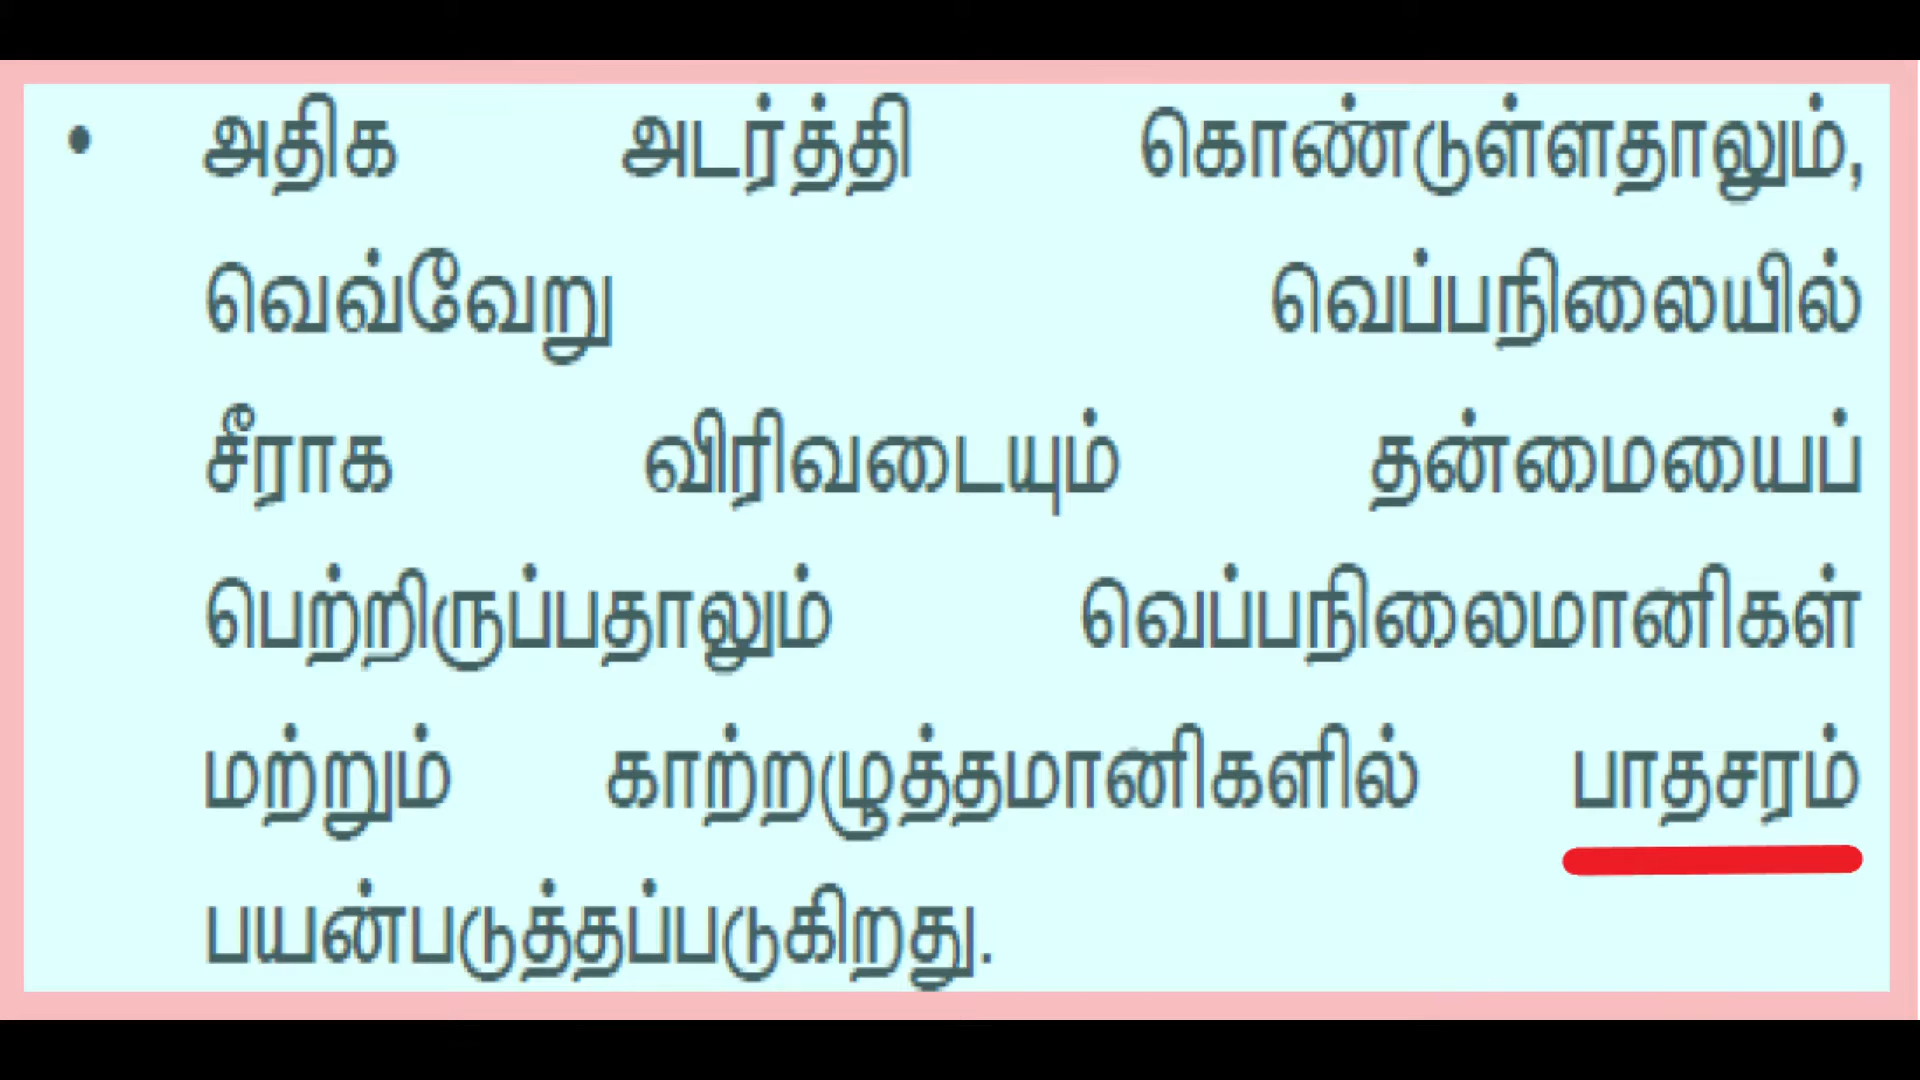 • அதிக அடர்த்தி கொண்டுள்ளதாலும்,
வெவ்வேறு வெப்பநிலையில்
சீராக விரிவடையும் தன்மையைப்
பெற்றிருப்பதாலும் வெப்பநிலைமானிகள்
மற்றும் காற்றழுத்தமானிகளில் பாதசரம்
பயன்படுத்தப்படுகிறது.